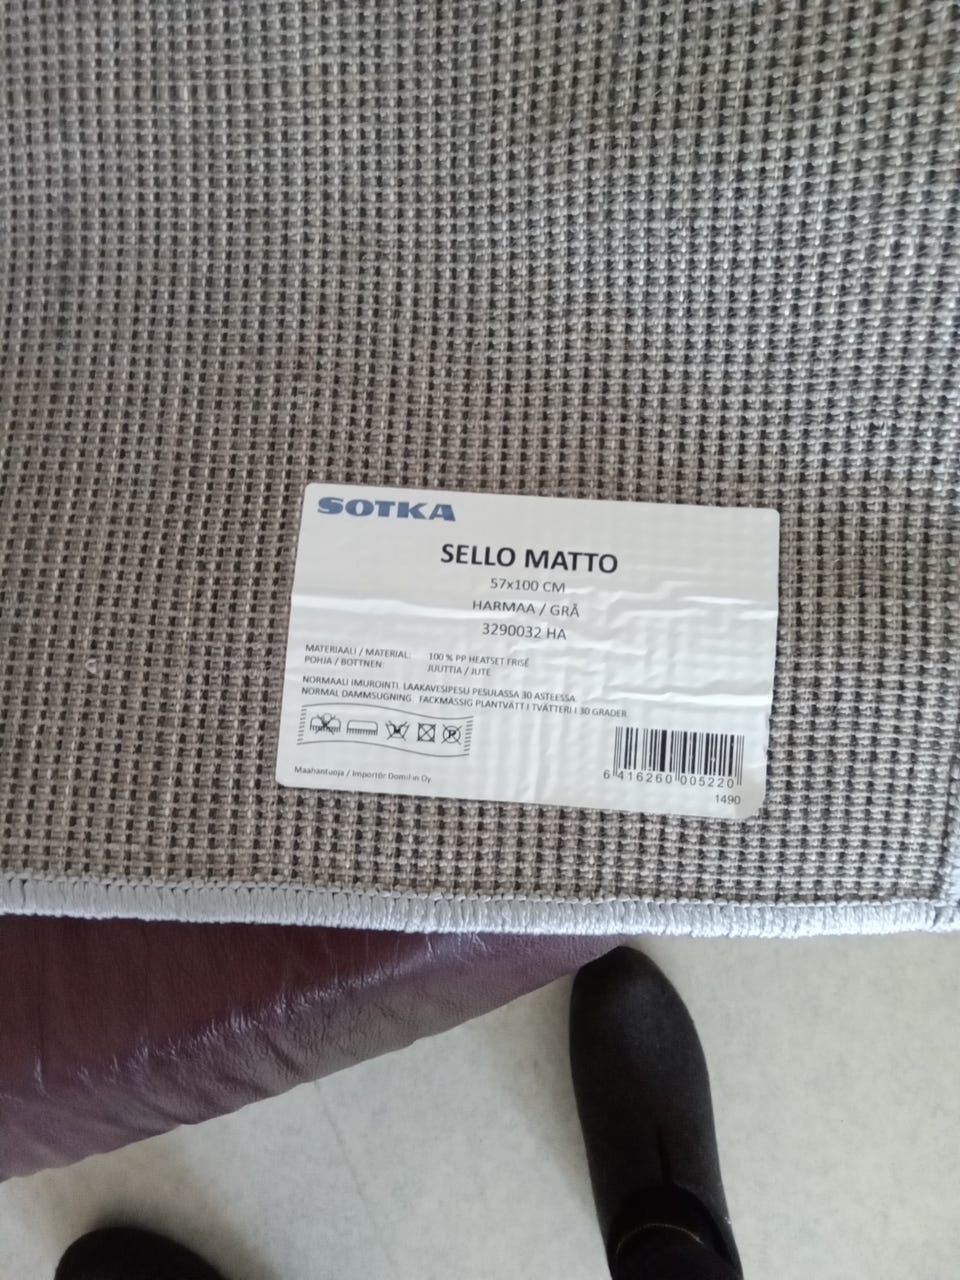 SOTKA
SELLO MATTO
57x100 CM
HARMAA / GRÅ
3290032 HA
MATERIAALI / MATERIAL: 100 % PP HEATSET FRISÉ
POHJA / BOTTNEN: JUUTTIA / JUTE
NORMAALI IMUROINTI. LAAKAVESIPESU PESULASSA 30 ASTEESSA.
NORMAL DAMMSUGNING. FACKMÄSSIG PLANTVÄTT I TVÄTTERI I 30 GRADER.
P
Maahantuoja / Importör Domi in Oy
6 416260 005220
1490